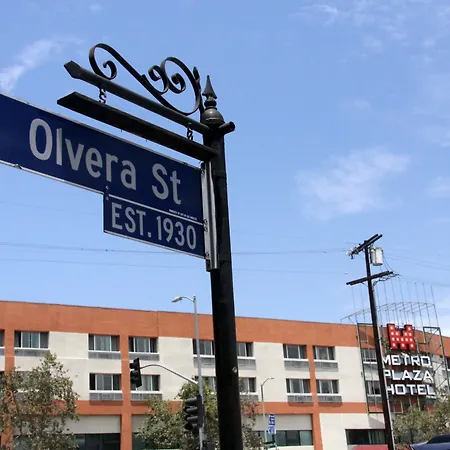 Olvera St
EST. 1930
METRO
PLAZA
HOTEL